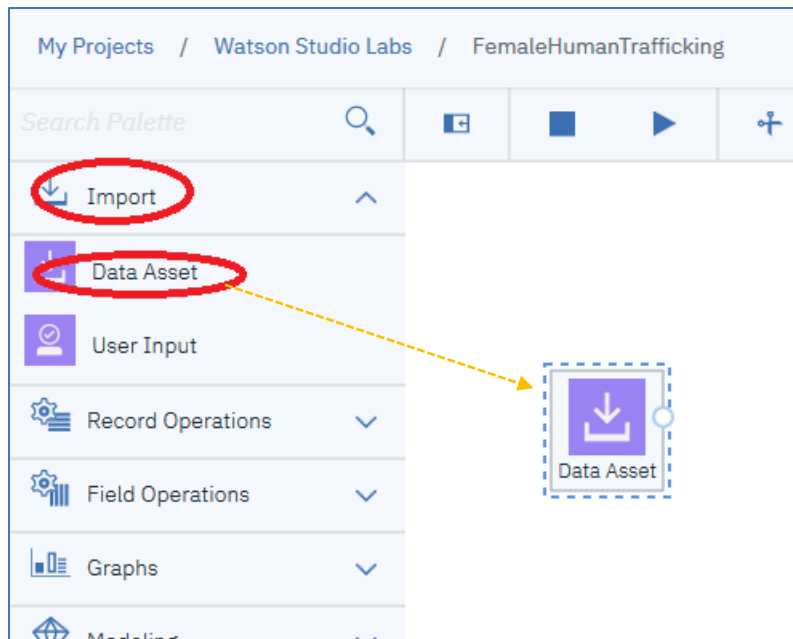 My Projects / Watson Studio Labs / FemaleHumanTrafficking
Search Palette
Import
Data Asset
User Input
Data Asset
Record Operations
Field Operations
Graphs
Modeling